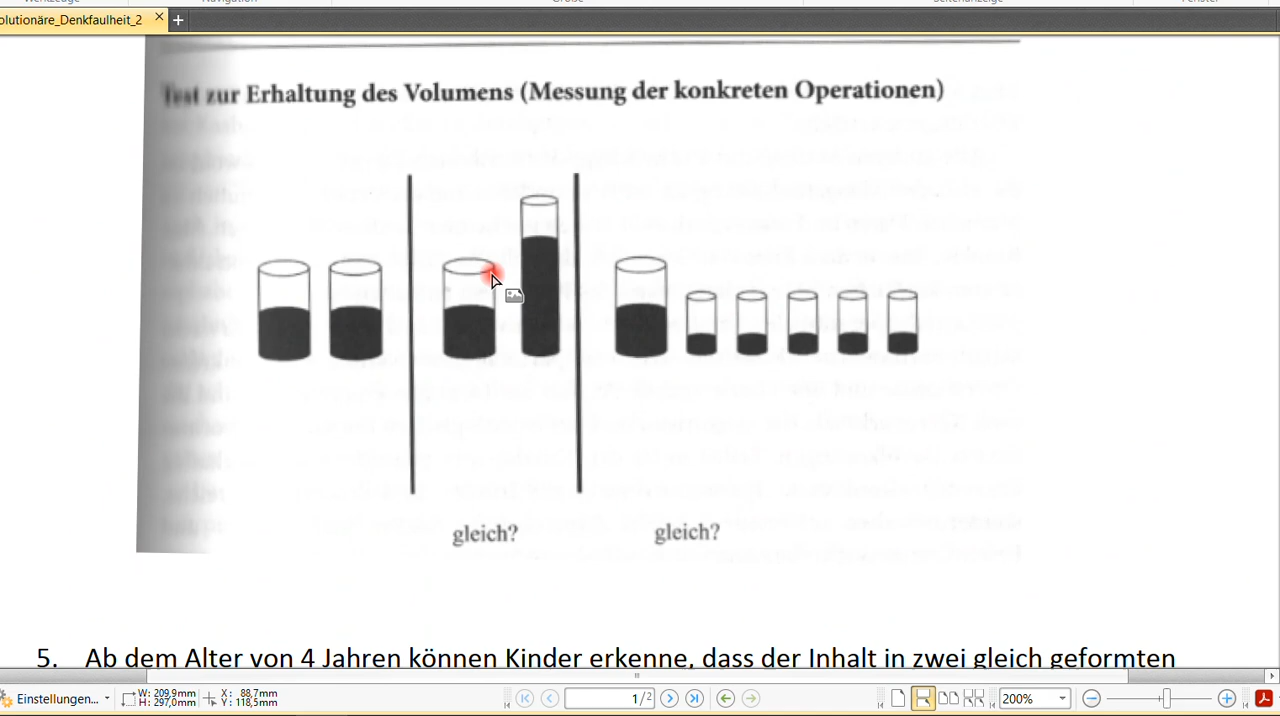 olutionäre_Denkfaulheit_2
Test zur Erhaltung des Volumens (Messung der konkreten Operationen)
gleich?
gleich?
5. Ab dem Alter von 4 Jahren können Kinder erkenne, dass der Inhalt in zwei gleich geformten
Einstellungen...
W: 209,9mm
H: 297,0mm
X: 88,7mm
Y: 118,5mm
1/2
200%